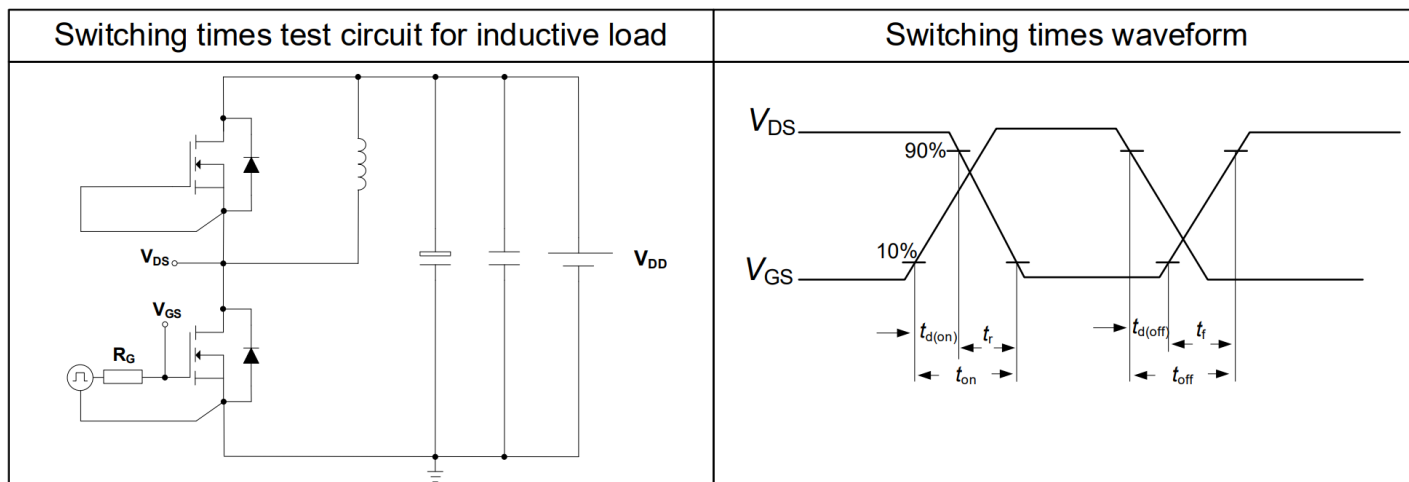 Switching times test circuit for inductive load
Switching times waveform
VDS
VDD
VGS
RG
VDS
90%
10%
VGS
td(on)
tr
td(off)
tf
ton
toff